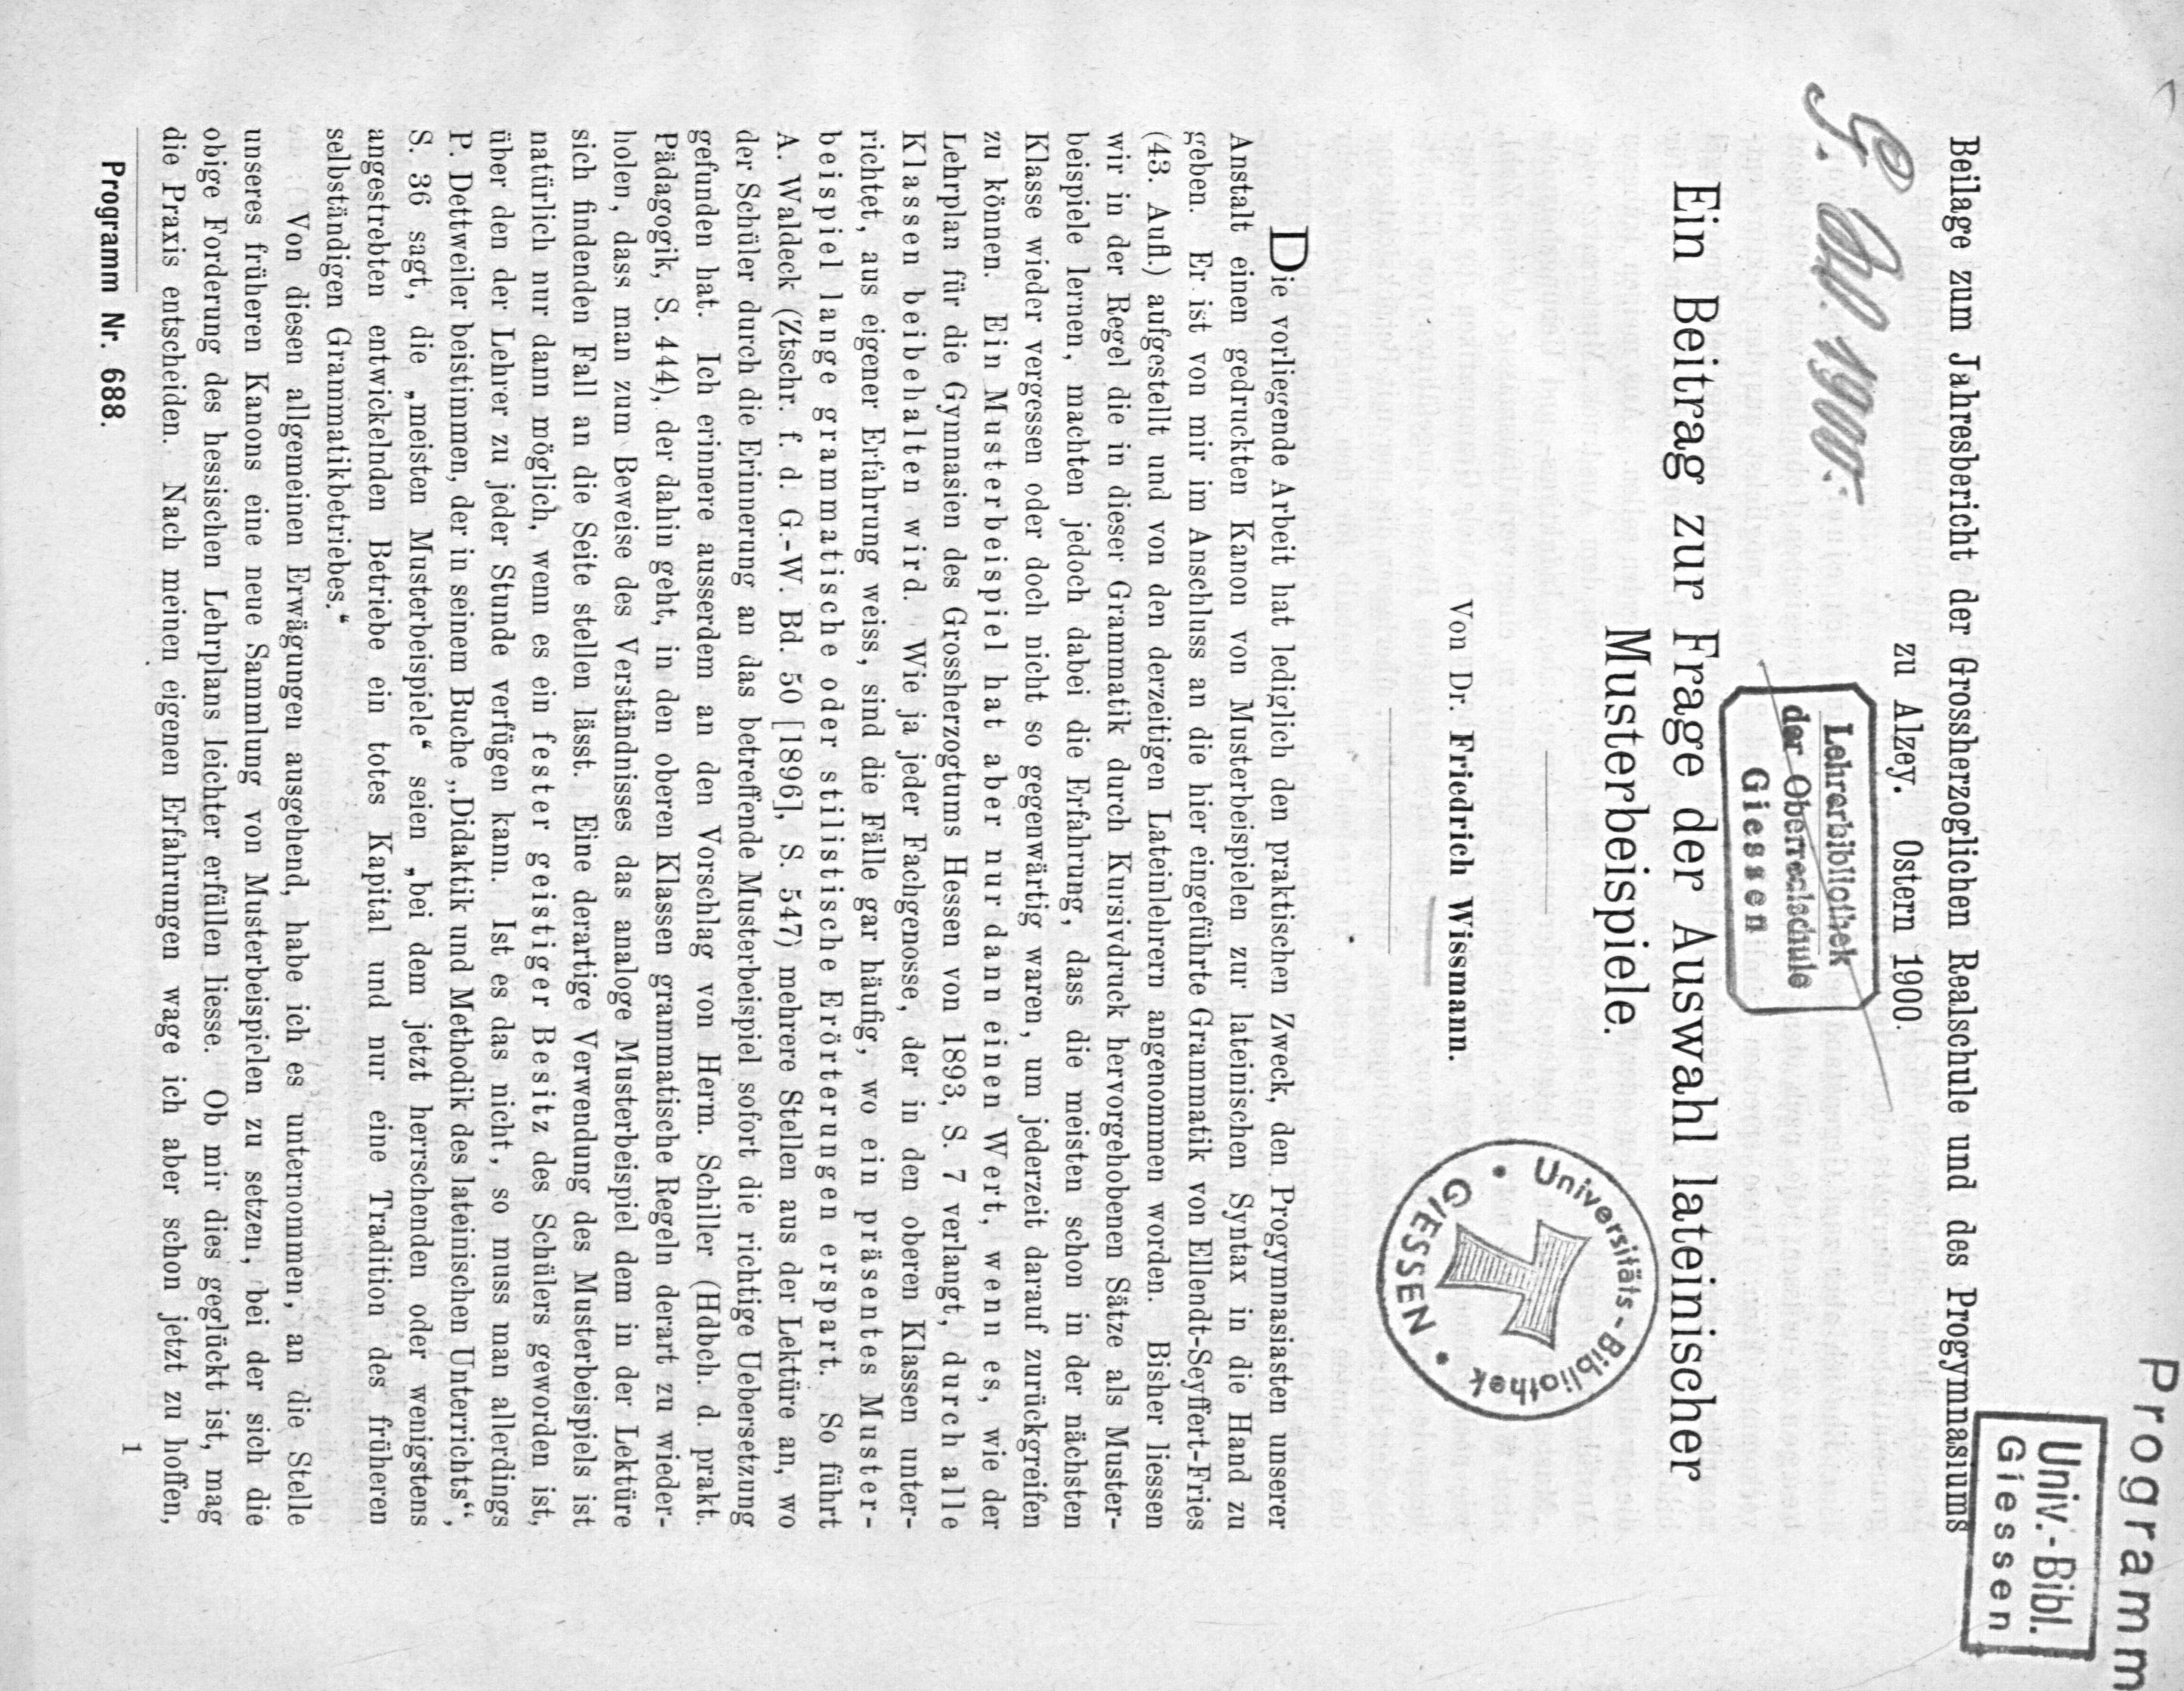 Programm
Univ.-Bibl.
Giessen
Beilage zum Jahresbericht der Grossherzoglichen Realschule und des Progymnasiums
zu Alzey. Ostern 1900.
1900.
Lehrerbibliothek
der Oberrealschule
Giessen
Ein Beitrag zur Frage der Auswahl lateinischer
Musterbeispiele.
Von Dr. Friedrich Wissmann.
Universitäts-Bibliothek
GIESSEN
Die vorliegende Arbeit hat lediglich den praktischen Zweck, den Progymnasiasten unserer
Anstalt einen gedruckten Kanon von Musterbeispielen zur lateinischen Syntax in die Hand zu
geben. Er ist von mir im Anschluss an die hier eingeführte Grammatik von Ellendt-Seyffert-Fries
(43. Aufl.) aufgestellt und von den derzeitigen Lateinlehrern angenommen worden. Bisher liessen
wir in der Regel die in dieser Grammatik durch Kursivdruck hervorgehobenen Sätze als Muster-
beispiele lernen, machten jedoch dabei die Erfahrung, dass die meisten schon in der nächsten
Klasse wieder vergessen oder doch nicht so gegenwärtig waren, um jederzeit darauf zurückgreifen
zu können. Ein Musterbeispiel hat aber nur dann einen Wert, wenn es, wie der
Lehrplan für die Gymnasien des Grossherzogtums Hessen von 1893, S. 7 verlangt, durch alle
Klassen beibehalten wird. Wie ja jeder Fachgenosse, der in den oberen Klassen unter-
richtet, aus eigener Erfahrung weiss, sind die Fälle gar häufig, wo ein präsentes Muster-
beispiel lange grammatische oder stilistische Erörterungen erspart. So führt
A. Waldeck (Ztschr. f. d. G.-W. Bd. 50 [1896], S. 547) mehrere Stellen aus der Lektüre an, wo
der Schüler durch die Erinnerung an das betreffende Musterbeispiel sofort die richtige Uebersetzung
gefunden hat. Ich erinnere ausserdem an den Vorschlag von Herm. Schiller (Hdbch. d. prakt.
Pädagogik, S. 444), der dahin geht, in den oberen Klassen grammatische Regeln derart zu wieder-
holen, dass man zum Beweise des Verständnisses das analoge Musterbeispiel dem in der Lektüre
sich findenden Fall an die Seite stellen lässt. Eine derartige Verwendung des Musterbeispiels ist
natürlich nur dann möglich, wenn es ein fester geistiger Besitz des Schülers geworden ist,
über den der Lehrer zu jeder Stunde verfügen kann. Ist es das nicht, so muss man allerdings
P. Dettweiler beistimmen, der in seinem Buche „Didaktik und Methodik des lateinischen Unterrichts“,
S. 36 sagt, die „meisten Musterbeispiele“ seien „bei dem jetzt herrschenden oder wenigstens
angestrebten entwickelnden Betriebe ein totes Kapital und nur eine Tradition des früheren
selbständigen Grammatikbetriebes.“
Von diesen allgemeinen Erwägungen ausgehend, habe ich es unternommen, an die Stelle
unseres früheren Kanons eine neue Sammlung von Musterbeispielen zu setzen, bei der sich die
obige Forderung des hessischen Lehrplans leichter erfüllen liesse. Ob mir dies geglückt ist, mag
die Praxis entscheiden. Nach meinen eigenen Erfahrungen wage ich aber schon jetzt zu hoffen,
Programm Nr. 688.
1